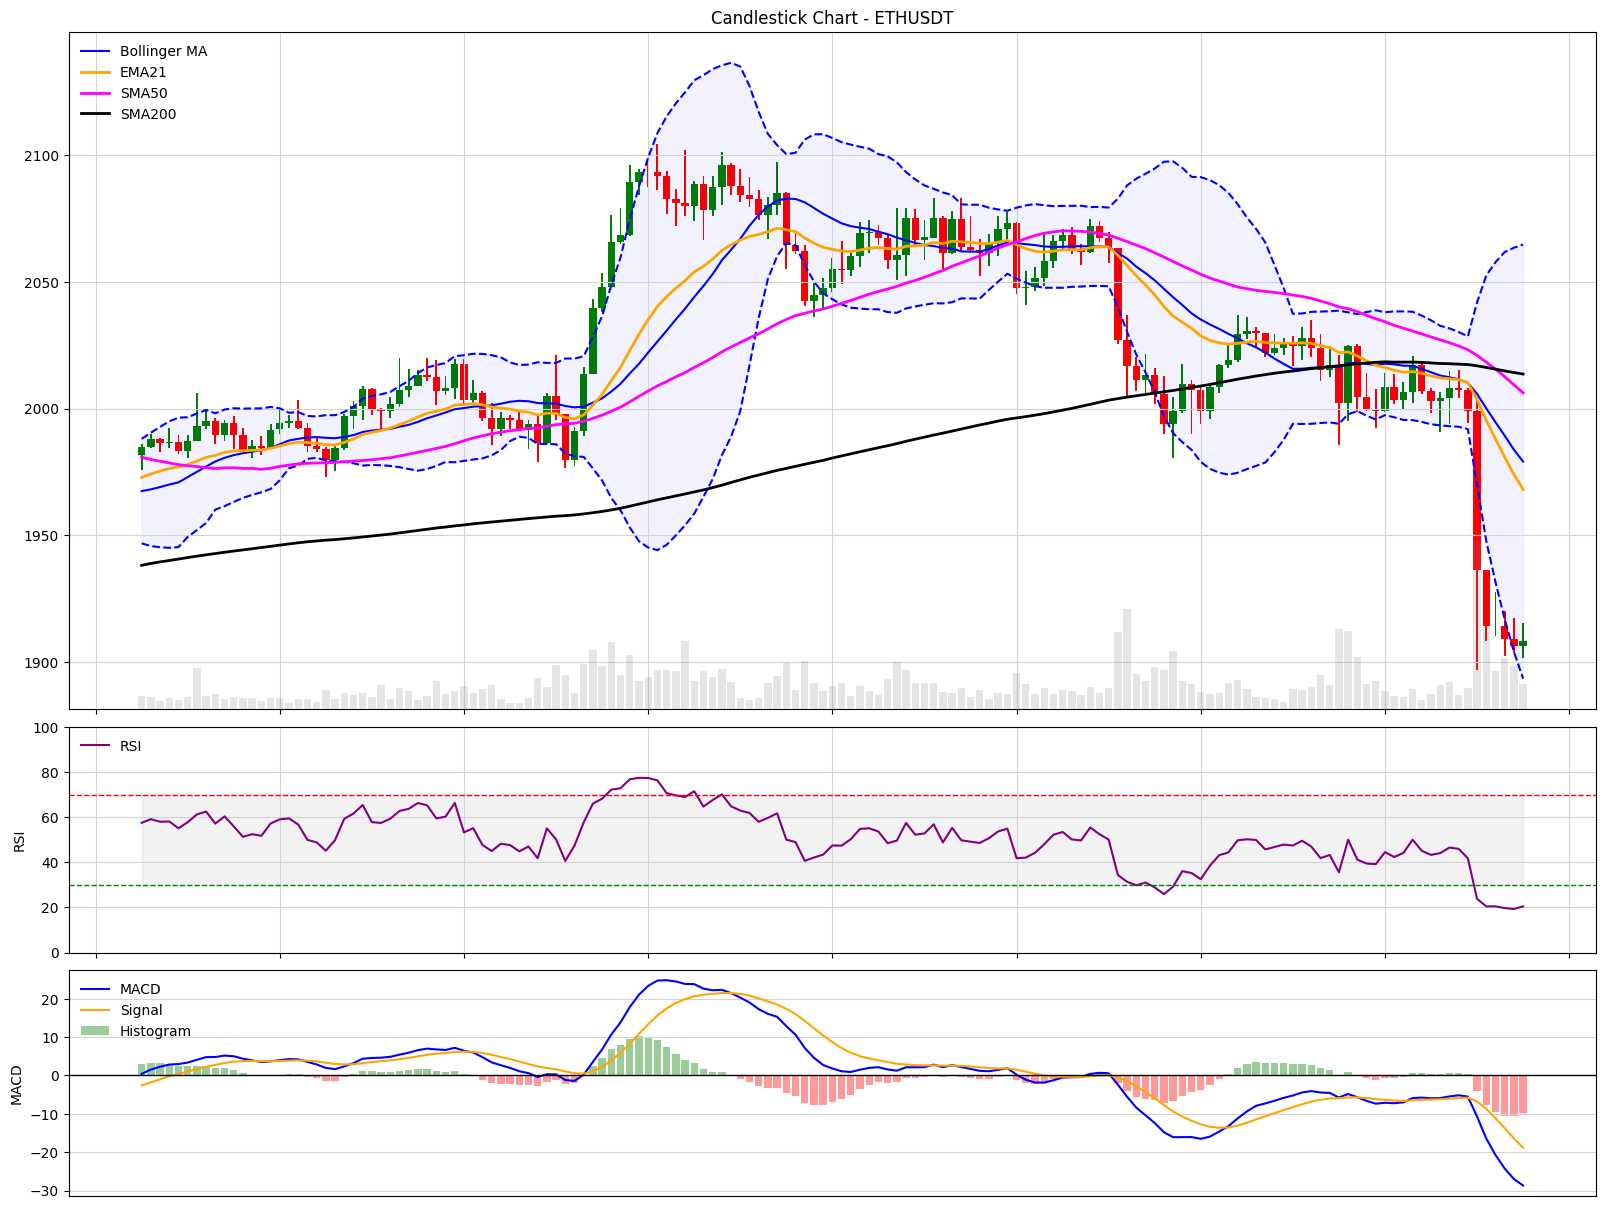 Candlestick Chart - ETHUSDT
Bollinger MA
EMA21
SMA50
SMA200
2100
2050
2000
1950
1900
100
80
60
40
20
0
RSI
RSI
20
10
0
−10
−20
−30
MACD
MACD
Signal
Histogram